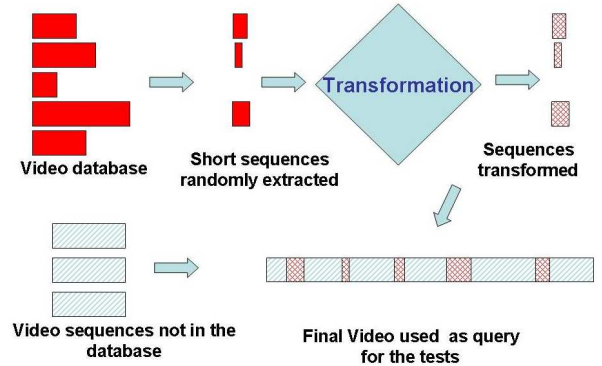 Transformation
Video database
Short sequences
randomly extracted
Sequences
transformed
Video sequences not in the
database
Final Video used as query
for the tests